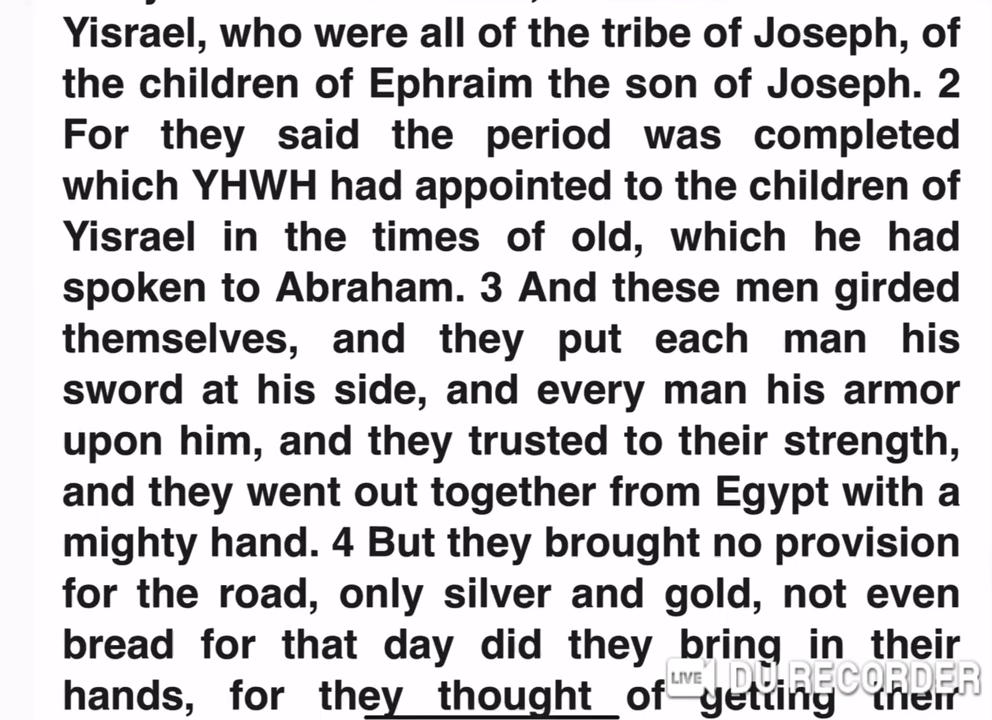 Yisrael, who were all of the tribe of Joseph, of
the children of Ephraim the son of Joseph. 2
For they said the period was completed
which YHWH had appointed to the children of
Yisrael in the times of old, which he had
spoken to Abraham. 3 And these men girded
themselves, and they put each man his
sword at his side, and every man his armor
upon him, and they trusted to their strength,
and they went out together from Egypt with a
mighty hand. 4 But they brought no provision
for the road, only silver and gold, not even
bread for that day did they bring in their
hands, for they thought of getting their
LIVE DU RECORDER